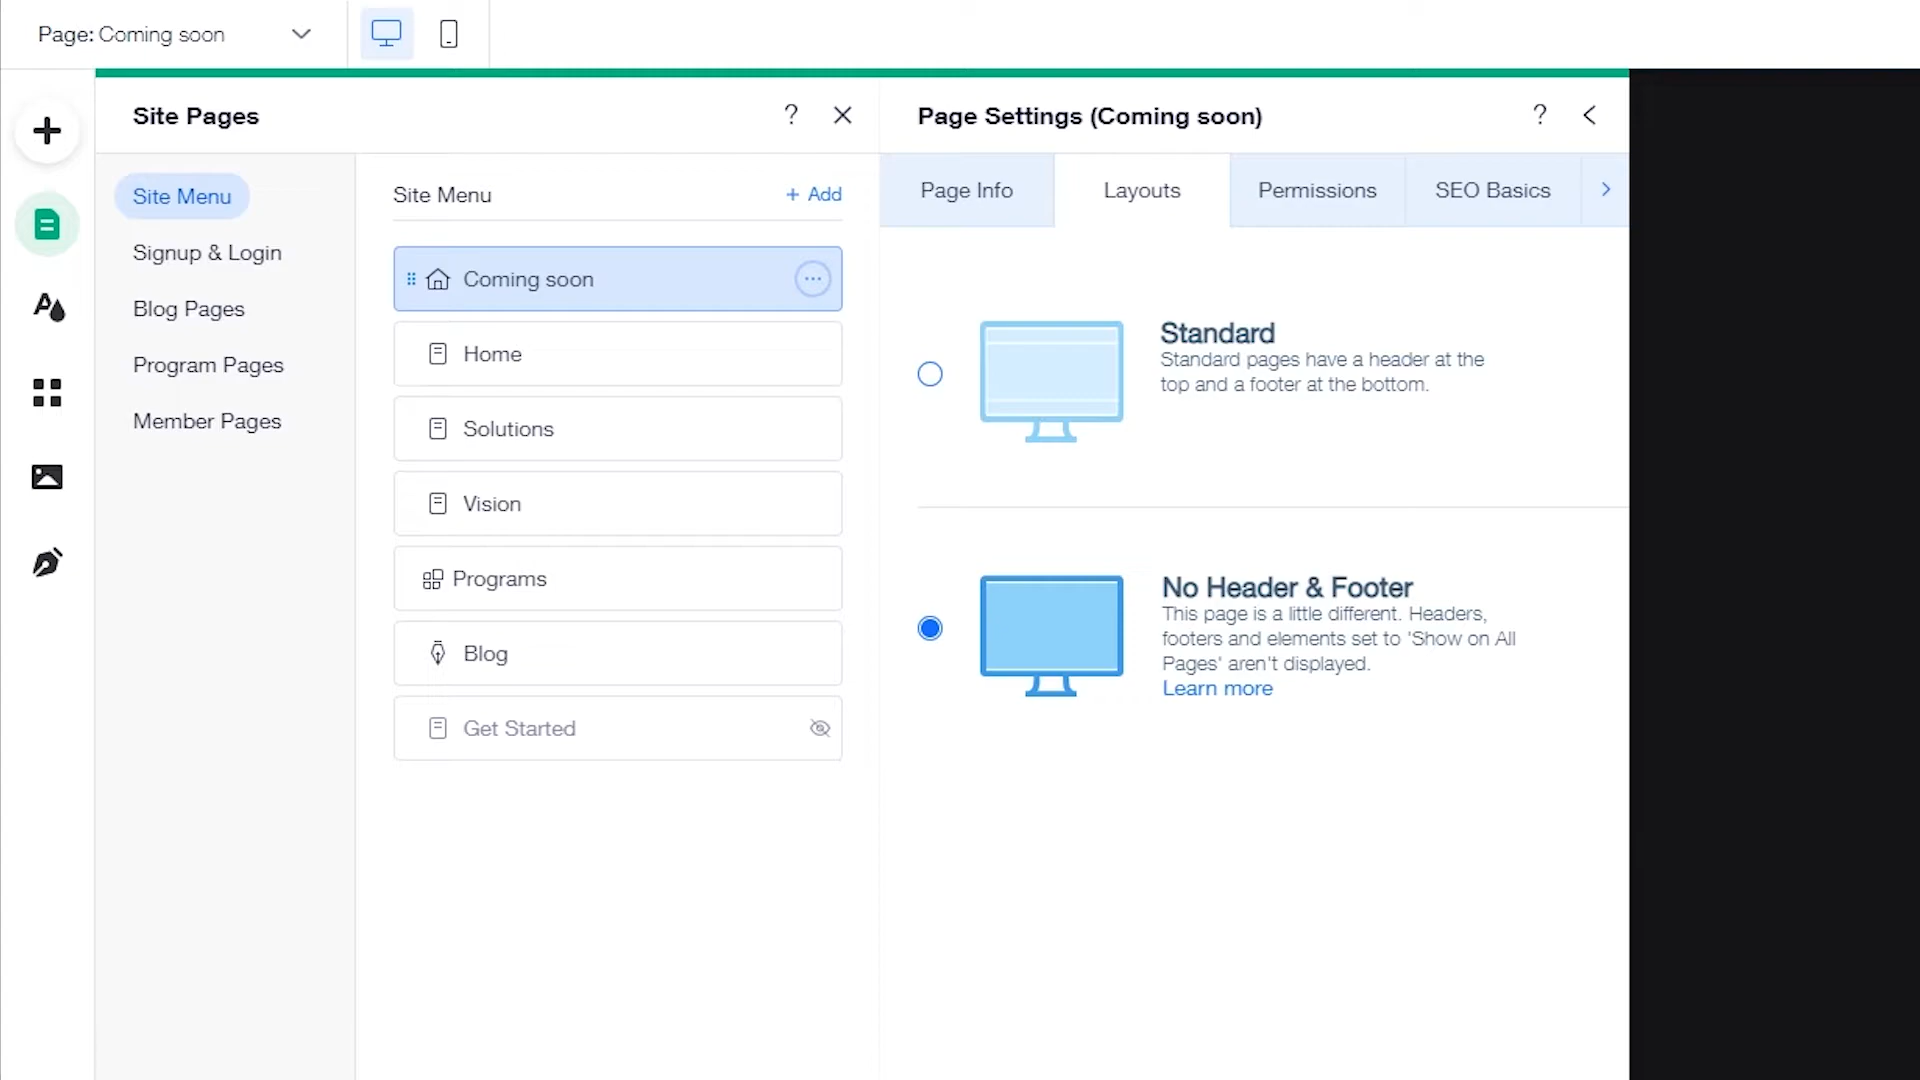 Page: Coming soon
Site Pages
?
Page Settings (Coming soon)
?
Site Menu
Signup & Login
Blog Pages
Program Pages
Member Pages
Site Menu
+ Add
Coming soon
Home
Solutions
Vision
Programs
Blog
Get Started
Page Info
Layouts
Permissions
SEO Basics
Standard
Standard pages have a header at the
top and a footer at the bottom.
No Header & Footer
This page is a little different. Headers,
footers and elements set to 'Show on All
Pages' aren't displayed.
Learn more